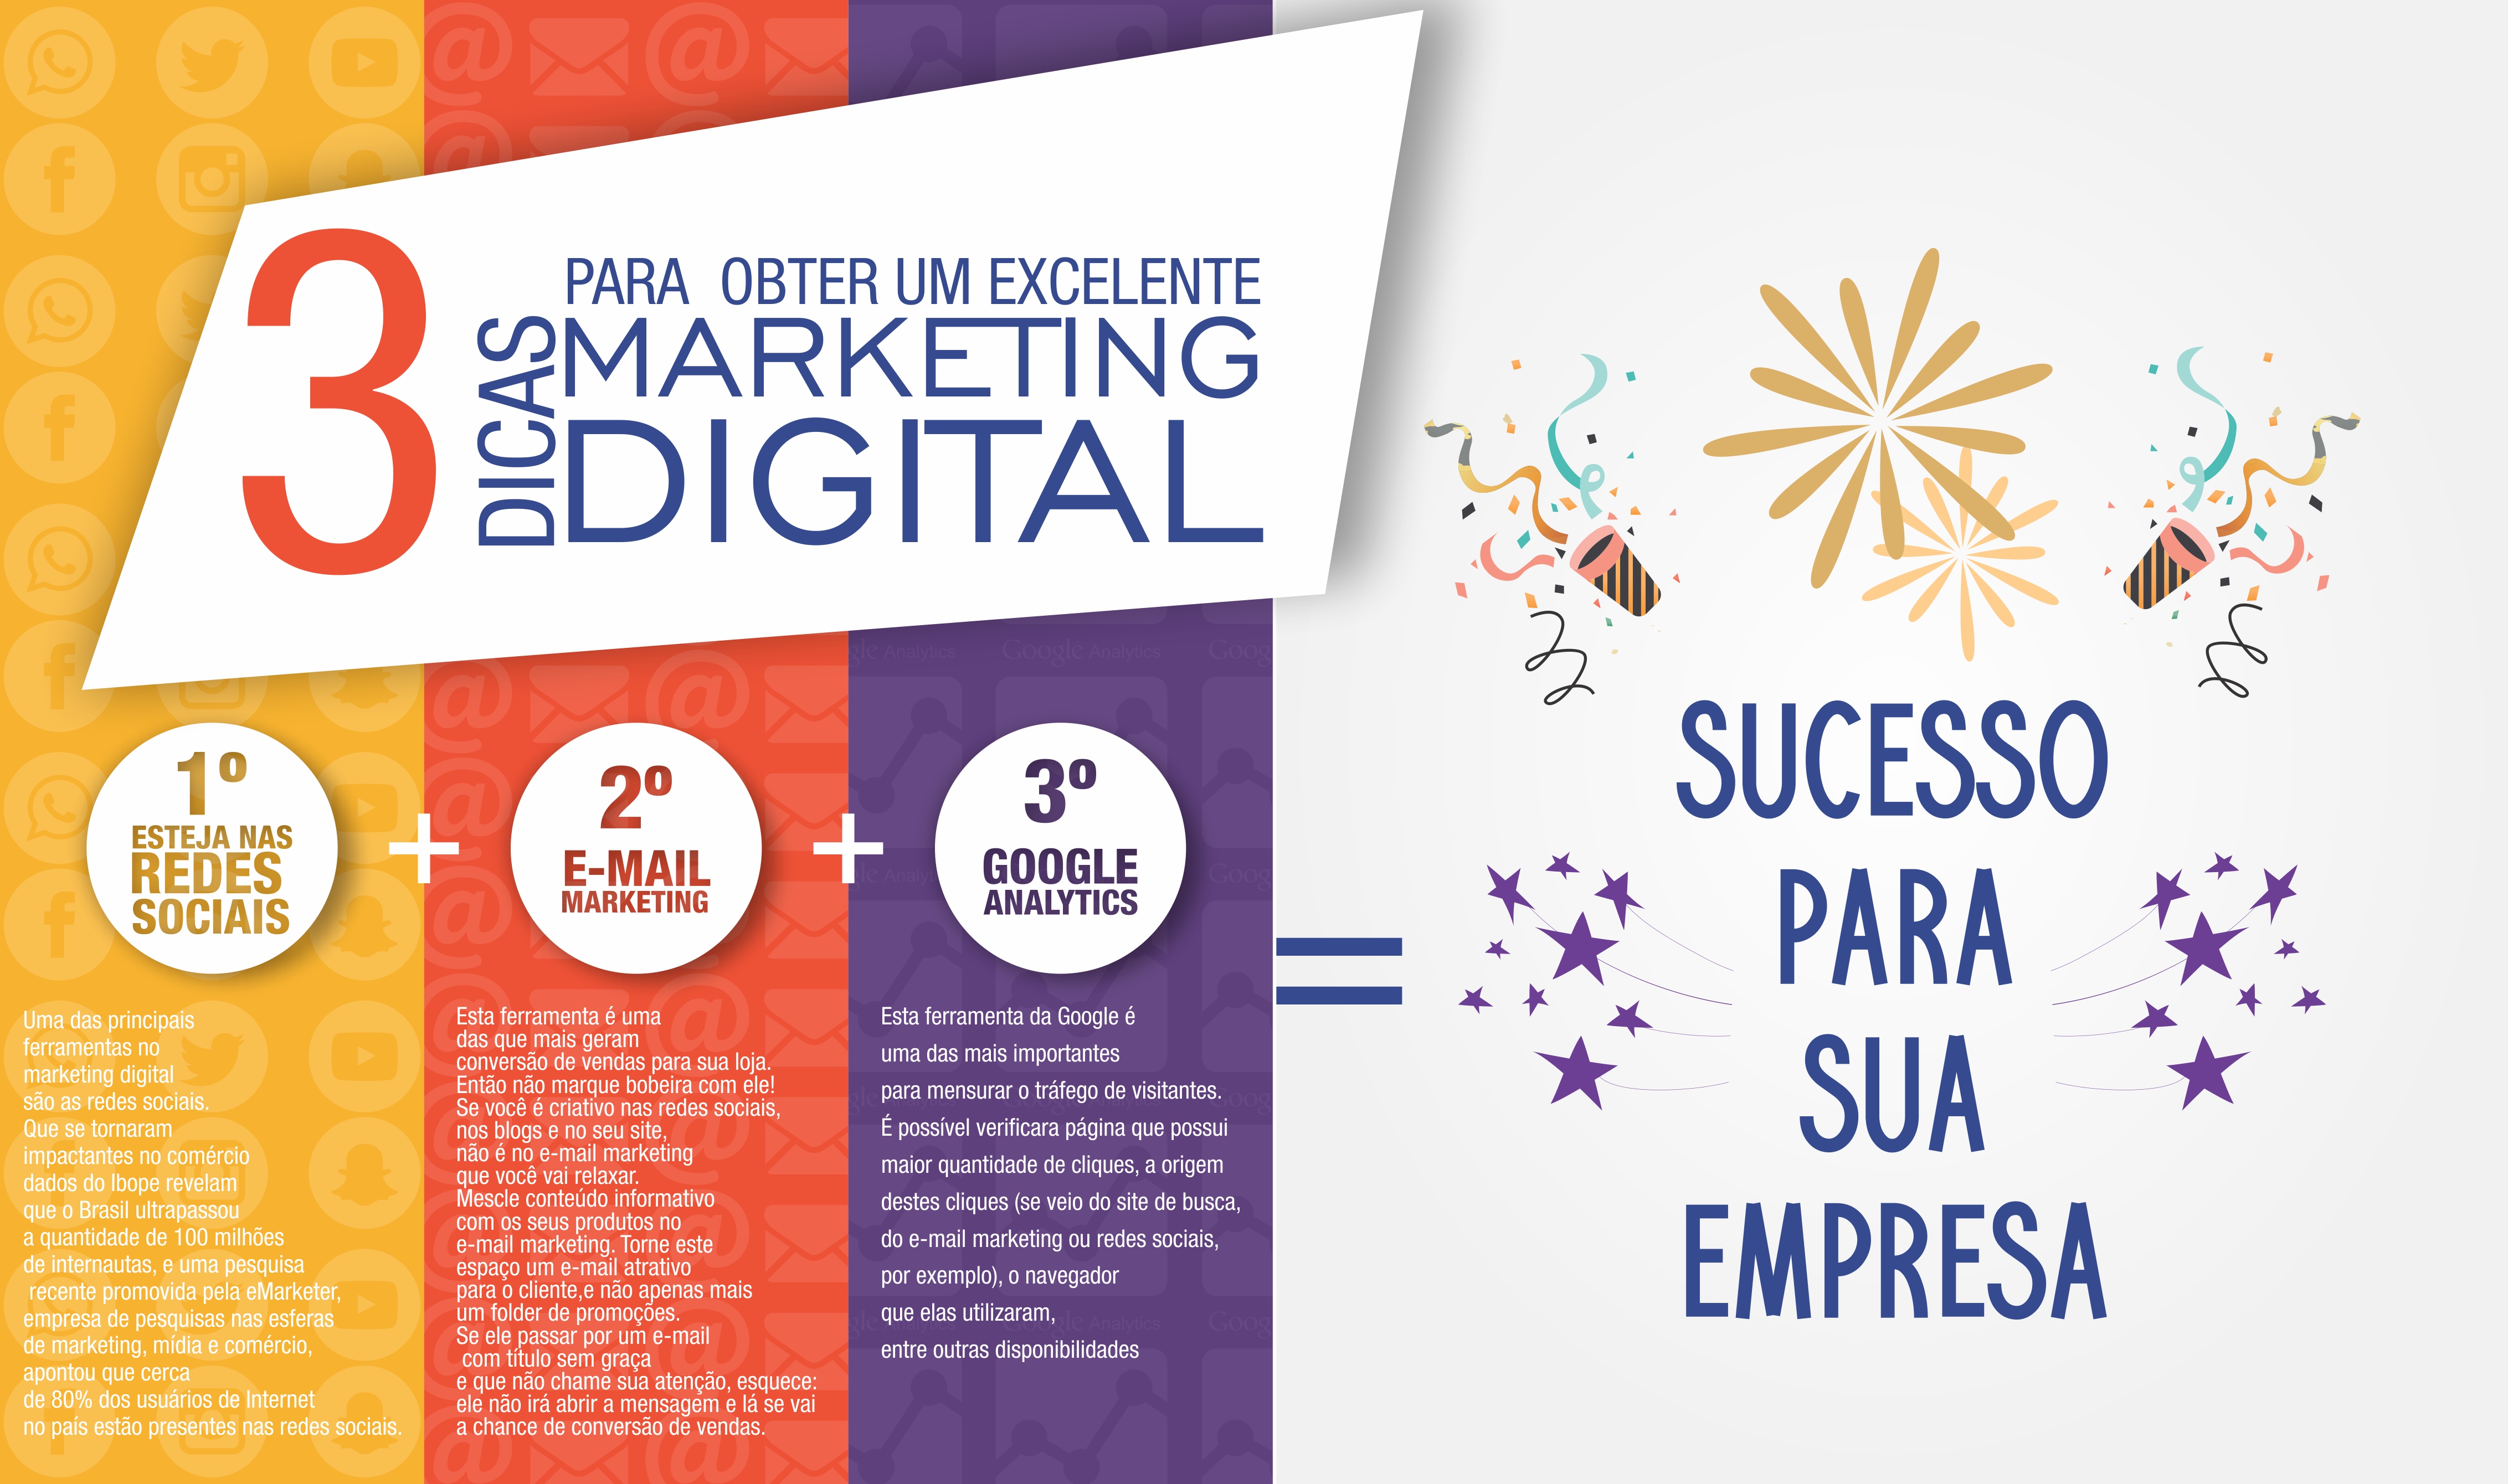 3
DICAS
PARA OBTER UM EXCELENTE
MARKETING
DIGITAL
1º
ESTEJA NAS
REDES
SOCIAIS
Uma das principais
ferramentas no
marketing digital
são as redes sociais.
Que se tornaram
impactantes no comércio
dados do Ibope revelam
que o Brasil ultrapassou
a quantidade de 100 milhões
de internautas, e uma pesquisa
recente promovida pela eMarketer,
empresa de pesquisas nas esferas
de marketing, mídia e comércio,
apontou que cerca
de 80% dos usuários de Internet
no país estão presentes nas redes sociais.
+
2º
E-MAIL
MARKETING
Esta ferramenta é uma
das que mais geram
conversão de vendas para sua loja.
Então não marque bobeira com ele!
Se você é criativo nas redes sociais,
nos blogs e no seu site,
não é no e-mail marketing
que você vai relaxar.
Mescle conteúdo informativo
com os seus produtos no
e-mail marketing. Torne este
espaço um e-mail atrativo
para o cliente,e não apenas mais
um folder de promoções.
Se ele passar por um e-mail
com título sem graça
e que não chame sua atenção, esquece:
ele não irá abrir a mensagem e lá se vai
a chance de conversão de vendas.
+
3º
GOOGLE
ANALYTICS
Esta ferramenta da Google é
uma das mais importantes
para mensurar o tráfego de visitantes.
É possível verificara página que possui
maior quantidade de cliques, a origem
destes cliques (se veio do site de busca,
do e-mail marketing ou redes sociais,
por exemplo), o navegador
que elas utilizaram,
entre outras disponibilidades
Google Analytics
=
SUCESSO
PARA
SUA
EMPRESA